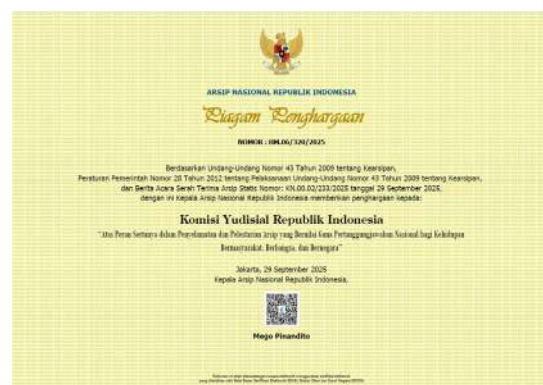 ARSIP NASIONAL REPUBLIK INDONESIA
Piagam Penghargaan
NOMOR : HM.06/320/2025
Berdasarkan Undang-Undang Nomor 43 Tahun 2009 tentang Kearsipan,
Peraturan Pemerintah Nomor 28 Tahun 2012 tentang Pelaksanaan Undang-Undang Nomor 43 Tahun 2009 tentang Kearsipan,
dan Berita Acara Serah Terima Arsip Statis Nomor: KN.00.02/233/2025 tanggal 29 September 2025,
dengan ini Kepala Arsip Nasional Republik Indonesia memberikan penghargaan kepada:
Komisi Yudisial Republik Indonesia
"Atas Peran Sertanya dalam Penyelamatan dan Pelestarian Arsip yang Bernilai Guna Pertanggungjawaban Nasional bagi Kehidupan
Bermasyarakat, Berbangsa, dan Bernegara"
Jakarta, 29 September 2025
Kepala Arsip Nasional Republik Indonesia,
Mego Pinandito